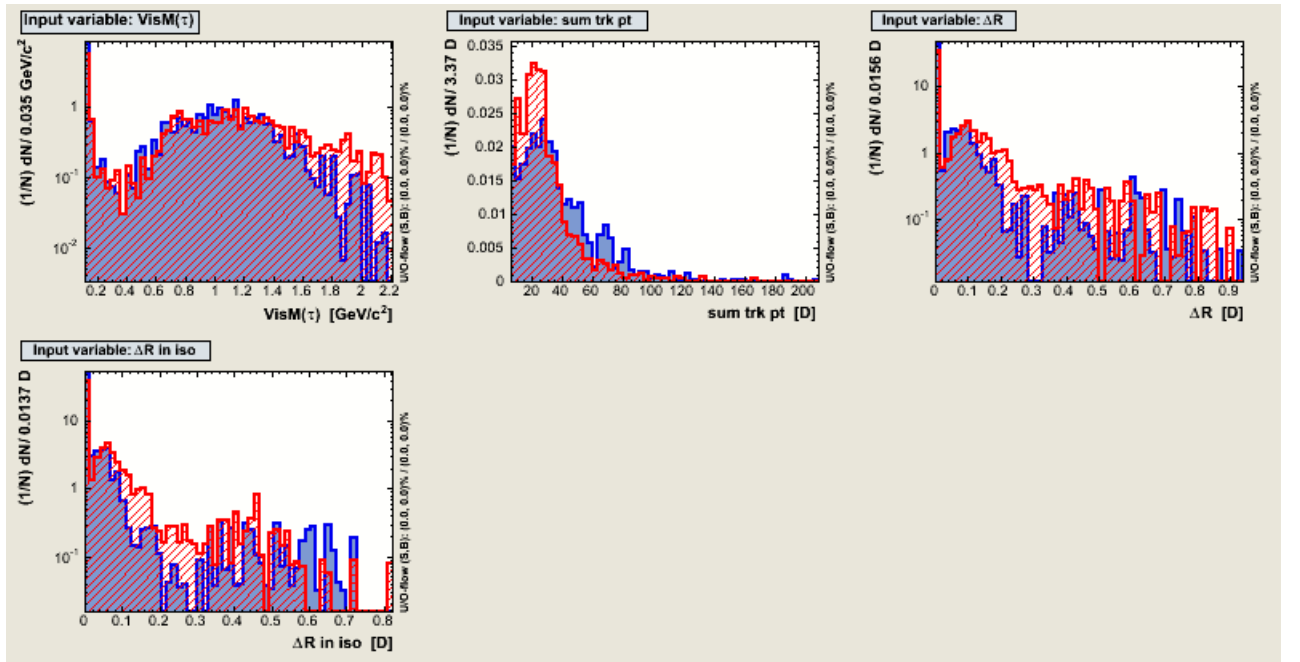 Input variable: VisM(τ)
(1/N) dN/ 0.035 GeV/c²
1
10⁻¹
10⁻²
0.2 0.4 0.6 0.8 1 1.2 1.4 1.6 1.8 2 2.2
VisM(τ) [GeV/c²]
U/O-flow (S,B): (0.0, 0.0)% / (0.0, 0.0)%
Input variable: sum trk pt
(1/N) dN/ 3.37 D
0.035
0.03
0.025
0.02
0.015
0.01
0.005
0
20 40 60 80 100 120 140 160 180 200
sum trk pt [D]
U/O-flow (S,B): (0.0, 0.0)% / (0.0, 0.0)%
Input variable: ΔR
(1/N) dN/ 0.0156 D
10
1
10⁻¹
0 0.1 0.2 0.3 0.4 0.5 0.6 0.7 0.8 0.9
ΔR [D]
U/O-flow (S,B): (0.0, 0.0)% / (0.0, 0.0)%
Input variable: ΔR in iso
(1/N) dN/ 0.0137 D
10
1
10⁻¹
0 0.1 0.2 0.3 0.4 0.5 0.6 0.7 0.8
ΔR in iso [D]
U/O-flow (S,B): (0.0, 0.0)% / (0.0, 0.0)%